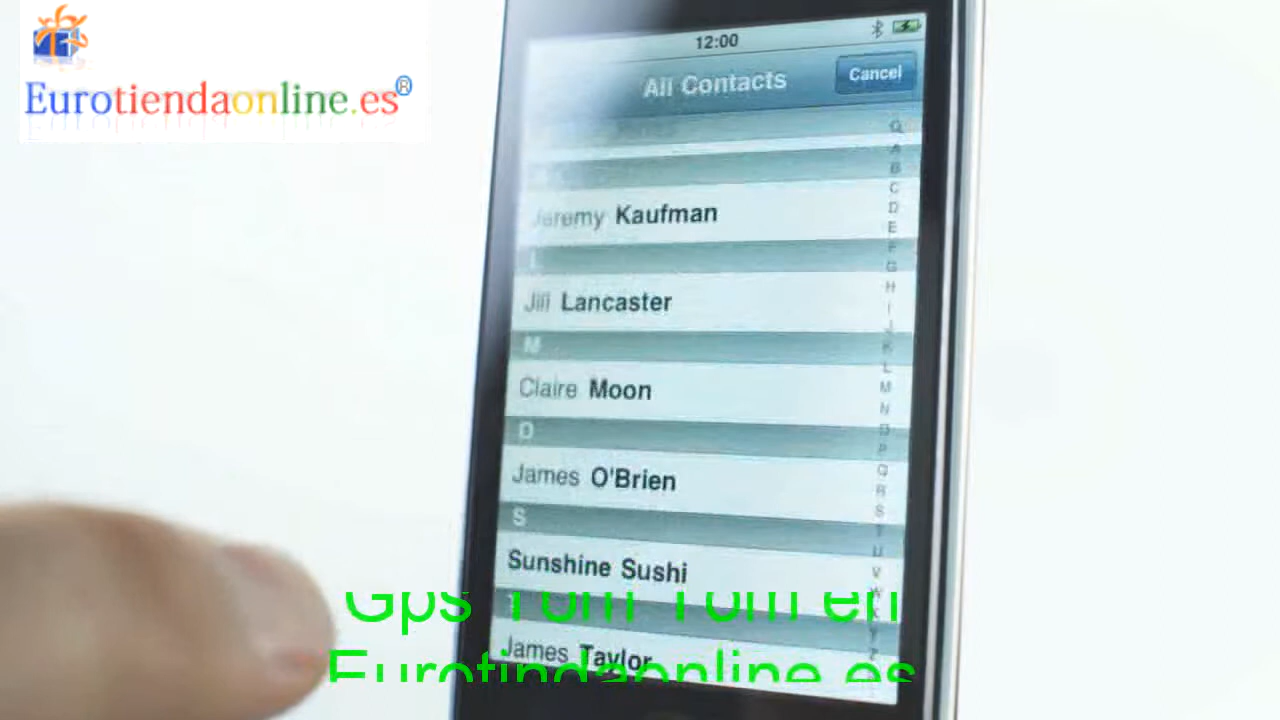 Eurotiendaonline.es®
12:00
All Contacts
Cancel
Jeremy Kaufman
L
Jill Lancaster
M
Claire Moon
O
James O'Brien
S
Sunshine Sushi
T
James Taylor
A
B
C
D
E
F
G
H
I
J
K
L
M
N
O
P
Q
R
S
T
U
V
W
X
Y
Z
Gps Tom Tom en
Eurotindaonline.es